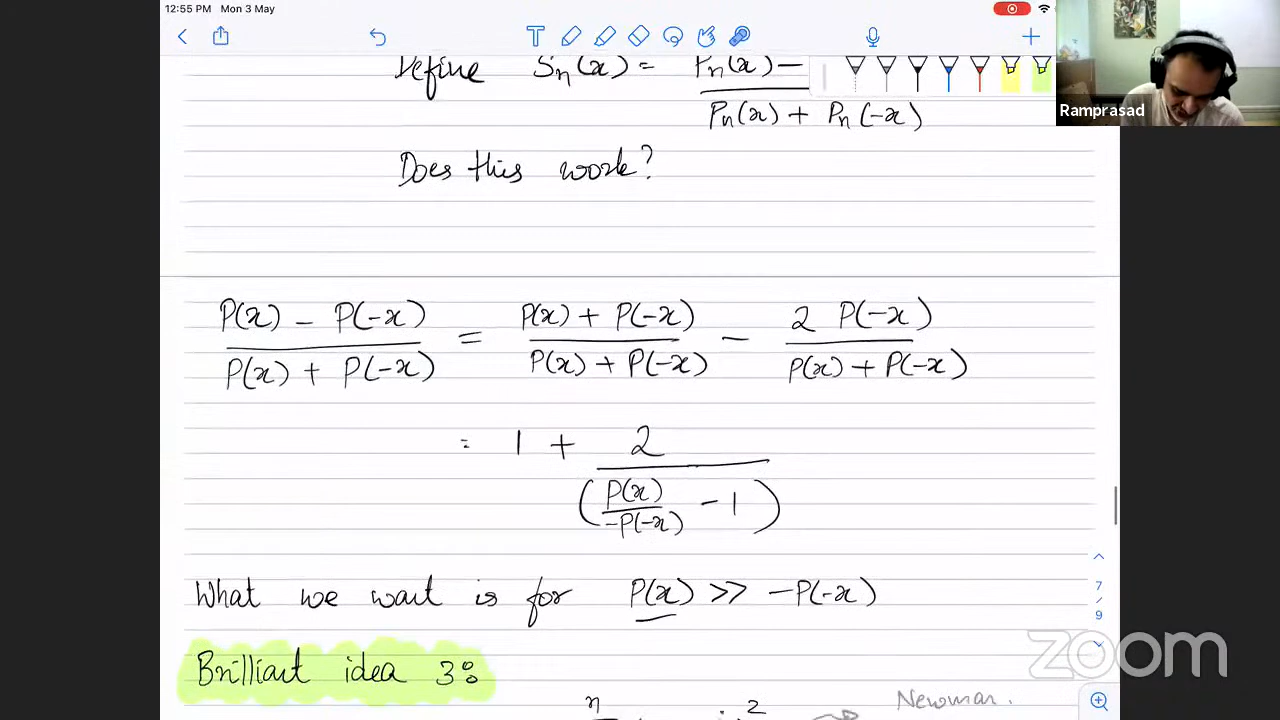 12:55 PM Mon 3 May
Define Sn(x) = Pn(x) −
Pn(x) + Pn(-x)
Ramprasad
Does this work?
P(x) − P(-x) / P(x) + P(-x) = P(x) + P(-x) / P(x) + P(-x) − 2 P(-x) / P(x) + P(-x)
= 1 + 2 / (P(x) / -P(-x) − 1)
What we want is for P(x) >> -P(-x)
7
/
9
zoom
Brilliant idea 3:
n 2 Newman.